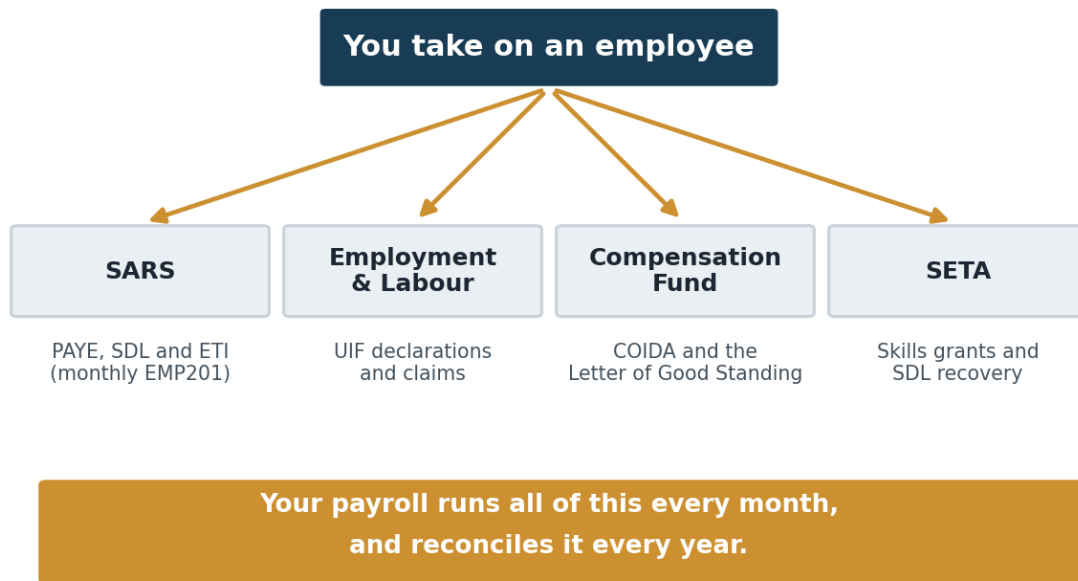 You take on an employee
SARS
Employment
& Labour
Compensation
Fund
SETA
PAYE, SDL and ETI
(monthly EMP201)
UIF declarations
and claims
COIDA and the
Letter of Good Standing
Skills grants and
SDL recovery
Your payroll runs all of this every month,
and reconciles it every year.